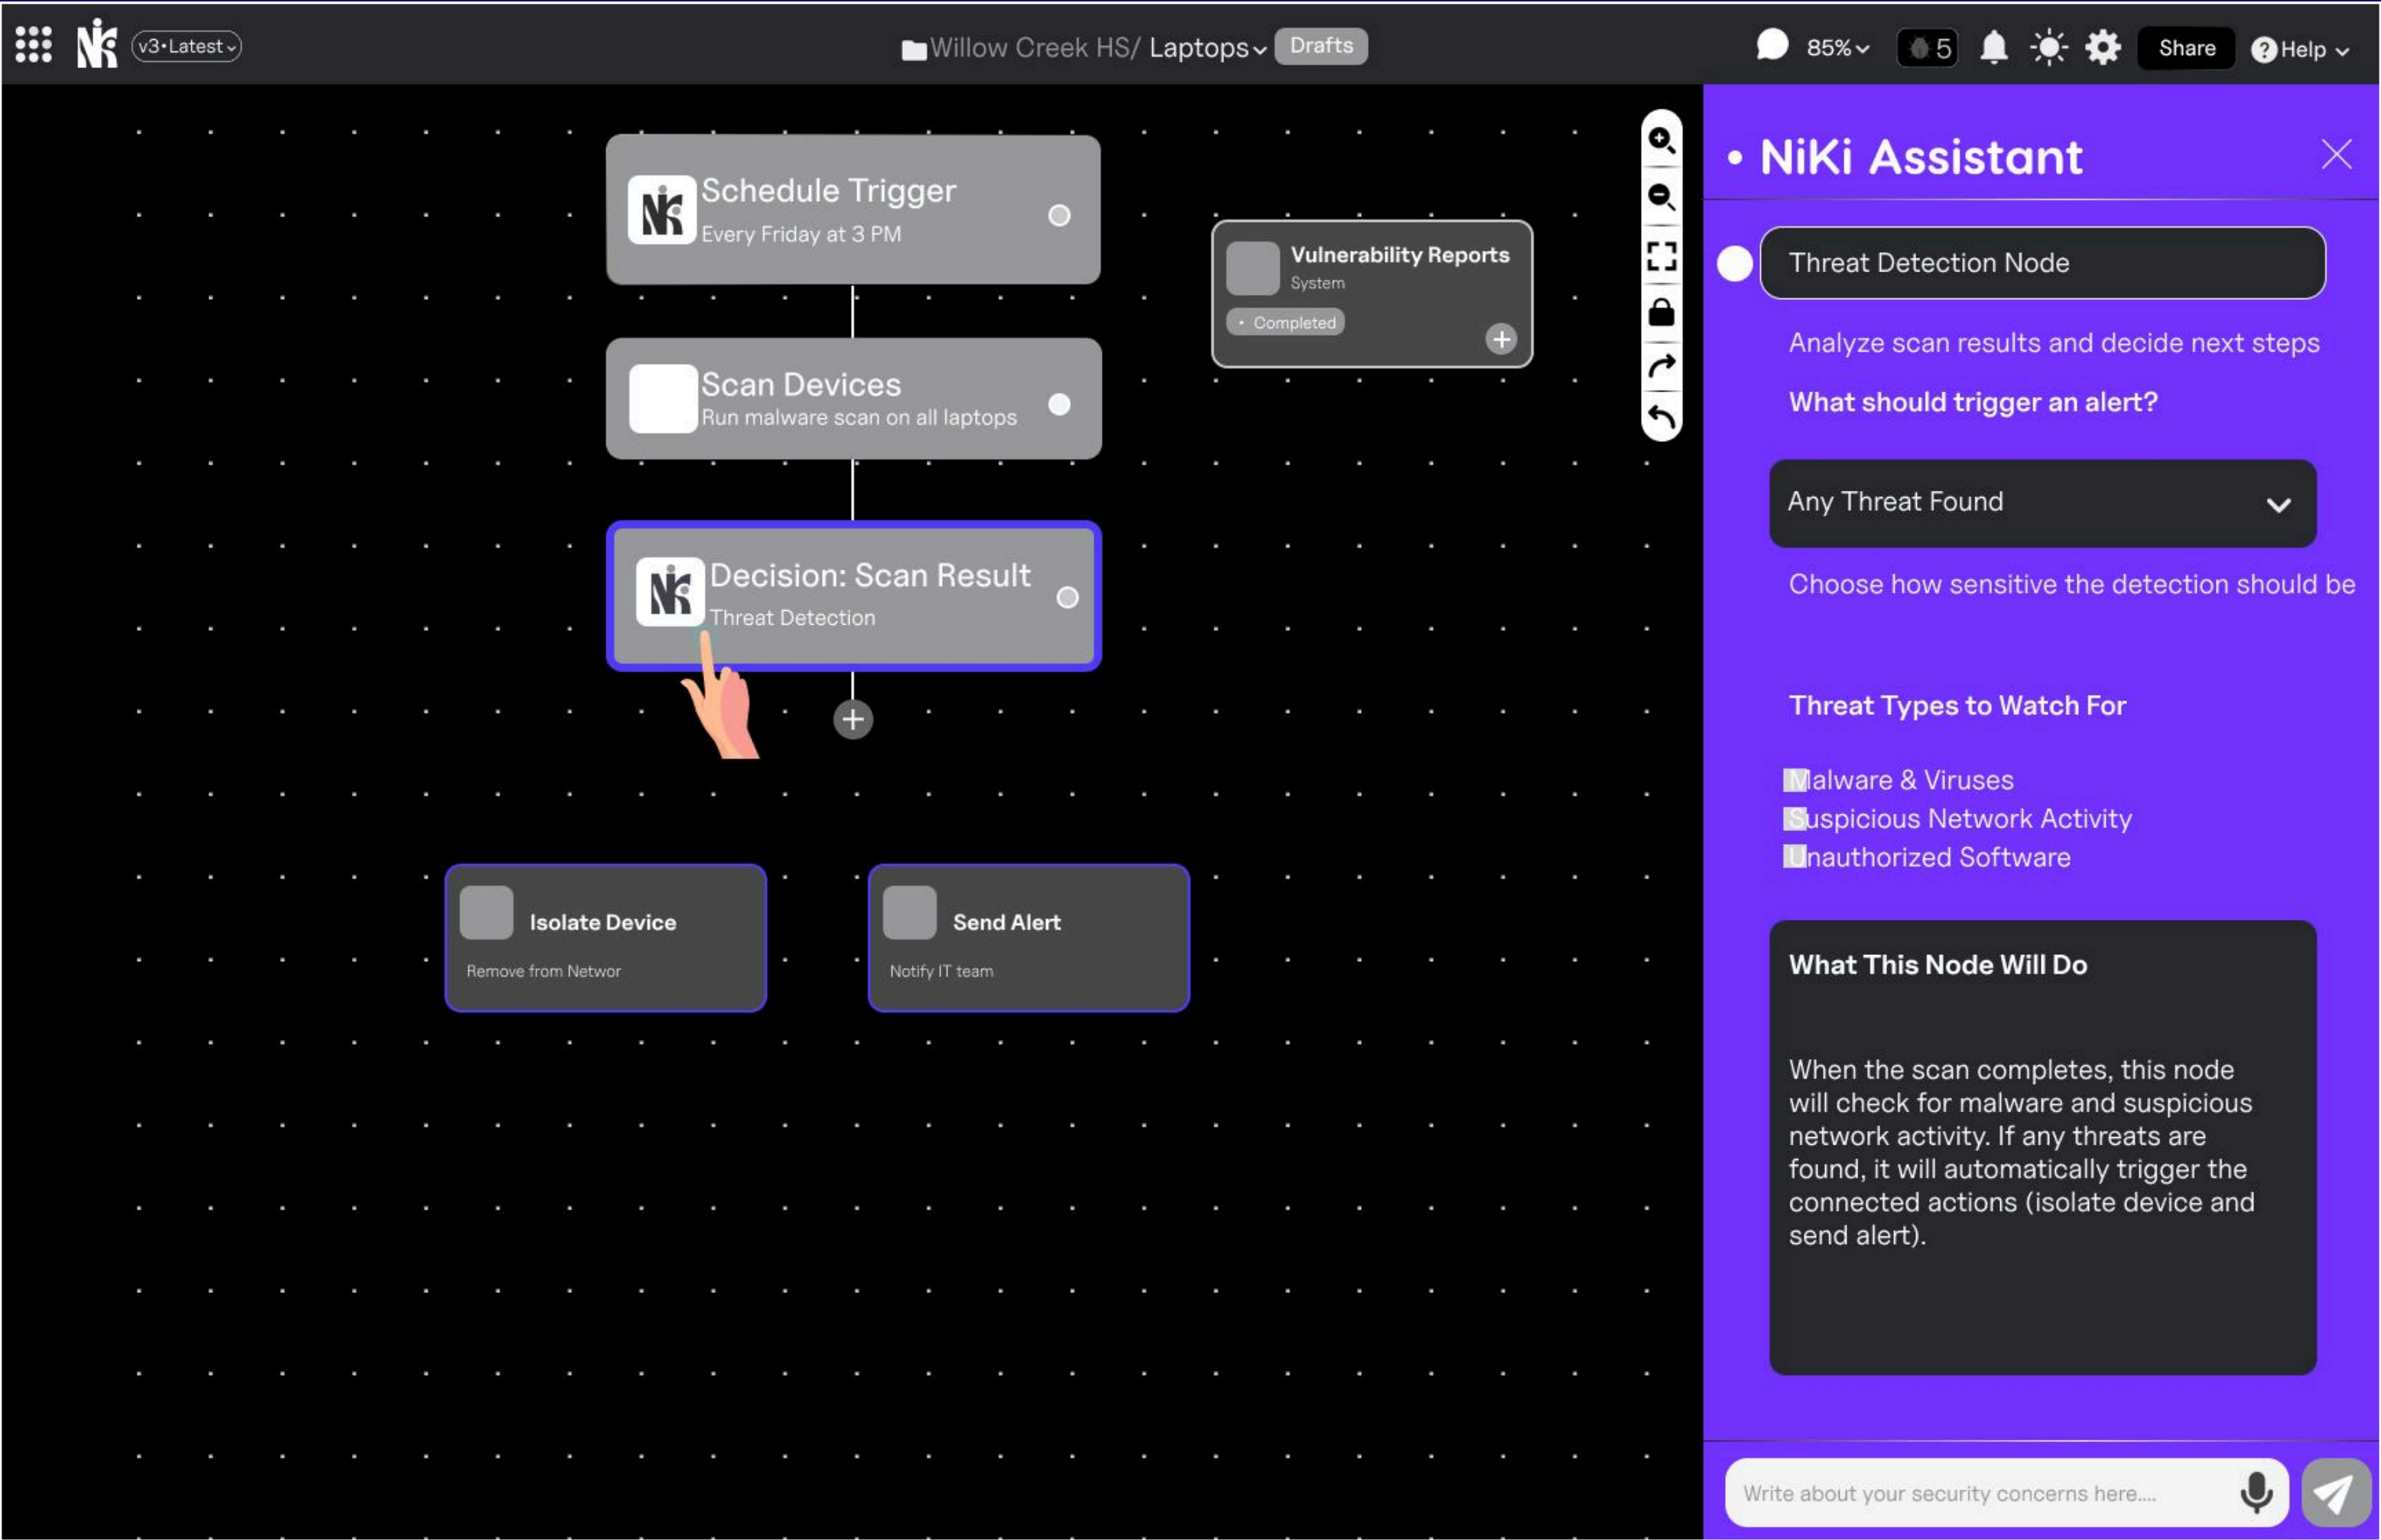 v3•Latest
Willow Creek HS/ Laptops
Drafts
85%
5
Share
?
Help
Schedule Trigger
Every Friday at 3 PM
Vulnerability Reports
System
• Completed
Scan Devices
Run malware scan on all laptops
Decision: Scan Result
Threat Detection
Isolate Device
Remove from Networ
Send Alert
Notify IT team
• NiKi Assistant
Threat Detection Node
Analyze scan results and decide next steps
What should trigger an alert?
Any Threat Found
Choose how sensitive the detection should be
Threat Types to Watch For
Malware & Viruses
Suspicious Network Activity
Unauthorized Software
What This Node Will Do
When the scan completes, this node
will check for malware and suspicious
network activity. If any threats are
found, it will automatically trigger the
connected actions (isolate device and
send alert).
Write about your security concerns here....